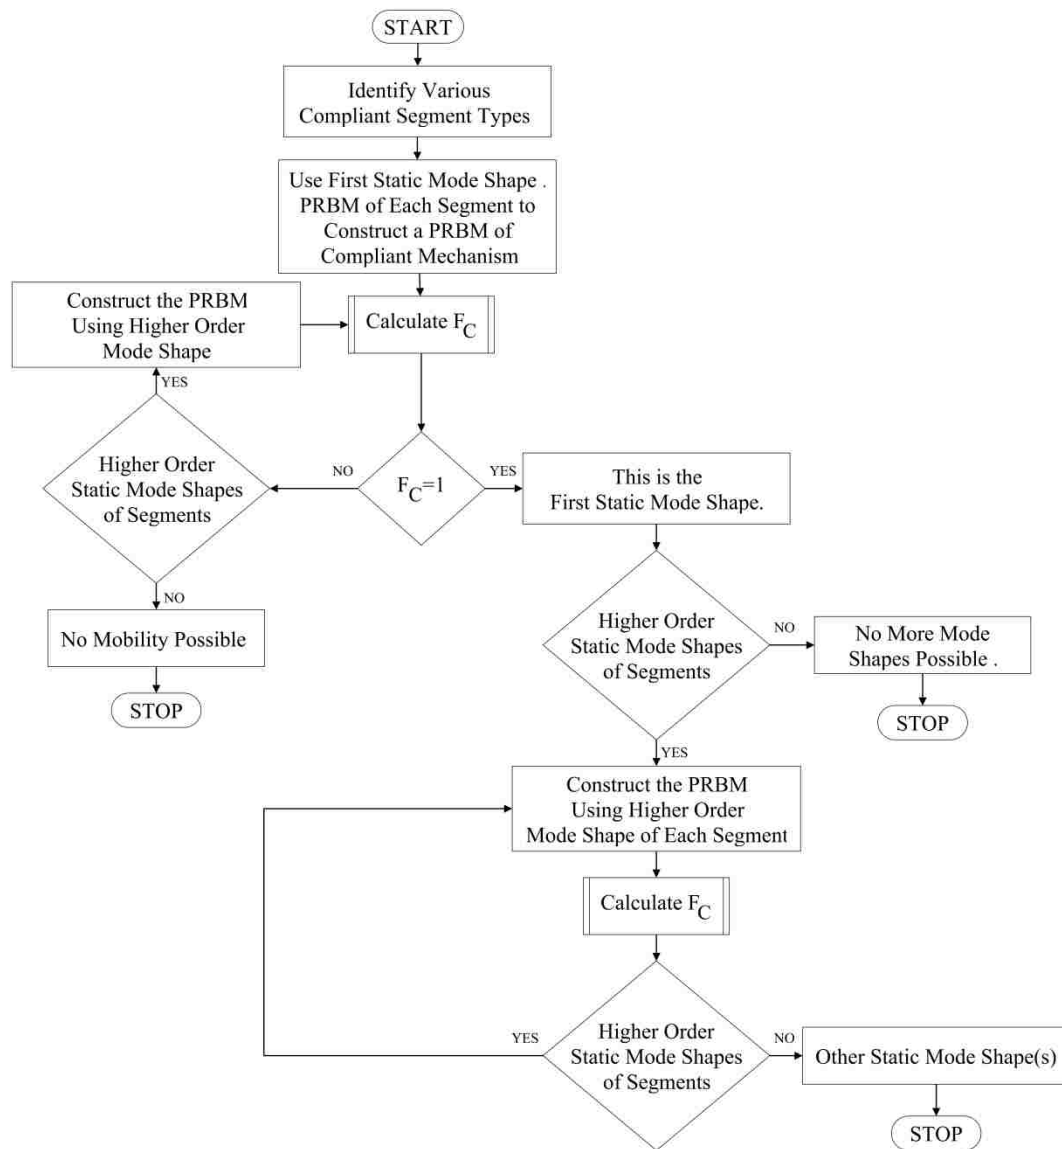 START
Identify Various
Compliant Segment Types
Use First Static Mode Shape .
PRBM of Each Segment to
Construct a PRBM of
Compliant Mechanism
Construct the PRBM
Using Higher Order
Mode Shape
Calculate FC
YES
Higher Order
Static Mode Shapes
of Segments
NO
FC=1
YES
This is the
First Static Mode Shape.
NO
No Mobility Possible
STOP
Higher Order
Static Mode Shapes
of Segments
NO
No More Mode
Shapes Possible .
STOP
YES
Construct the PRBM
Using Higher Order
Mode Shape of Each Segment
Calculate FC
YES
Higher Order
Static Mode Shapes
of Segments
NO
Other Static Mode Shape(s)
STOP